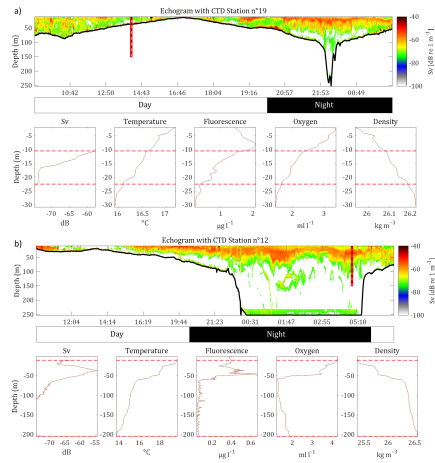 a) Echogram with CTD Station n°19
Depth (m)
50
100
150
200
250
10:42 12:50 14:43 16:46 18:44 20:57 21:53 00:49
-40
-60
-80
-100
Sv [dB re 1 m-1]
Day Night
Sv Temperature Fluorescence Oxygen Density
Depth (m)
-5
-10
-15
-20
-25
-30
-70 -60
16 16.5 17
0 1 2
2 3
26 26.1 26.2
dB °C µg l⁻¹ ml l⁻¹ kg m⁻³
b) Echogram with CTD Station n°12
Depth (m)
50
100
150
200
250
12:04 14:14 16:29 19:44 21:23 00:31 01:47 02:55 05:10
-40
-60
-80
-100
Sv [dB re 1 m-1]
Day Night
Sv Temperature Fluorescence Oxygen Density
Depth (m)
0
-50
-100
-150
-200
-70 -65 -60 -55
14 16 18
0.2 0.4 0.6
2 3 4
25.5 26 26.5
dB °C µg l⁻¹ ml l⁻¹ kg m⁻³